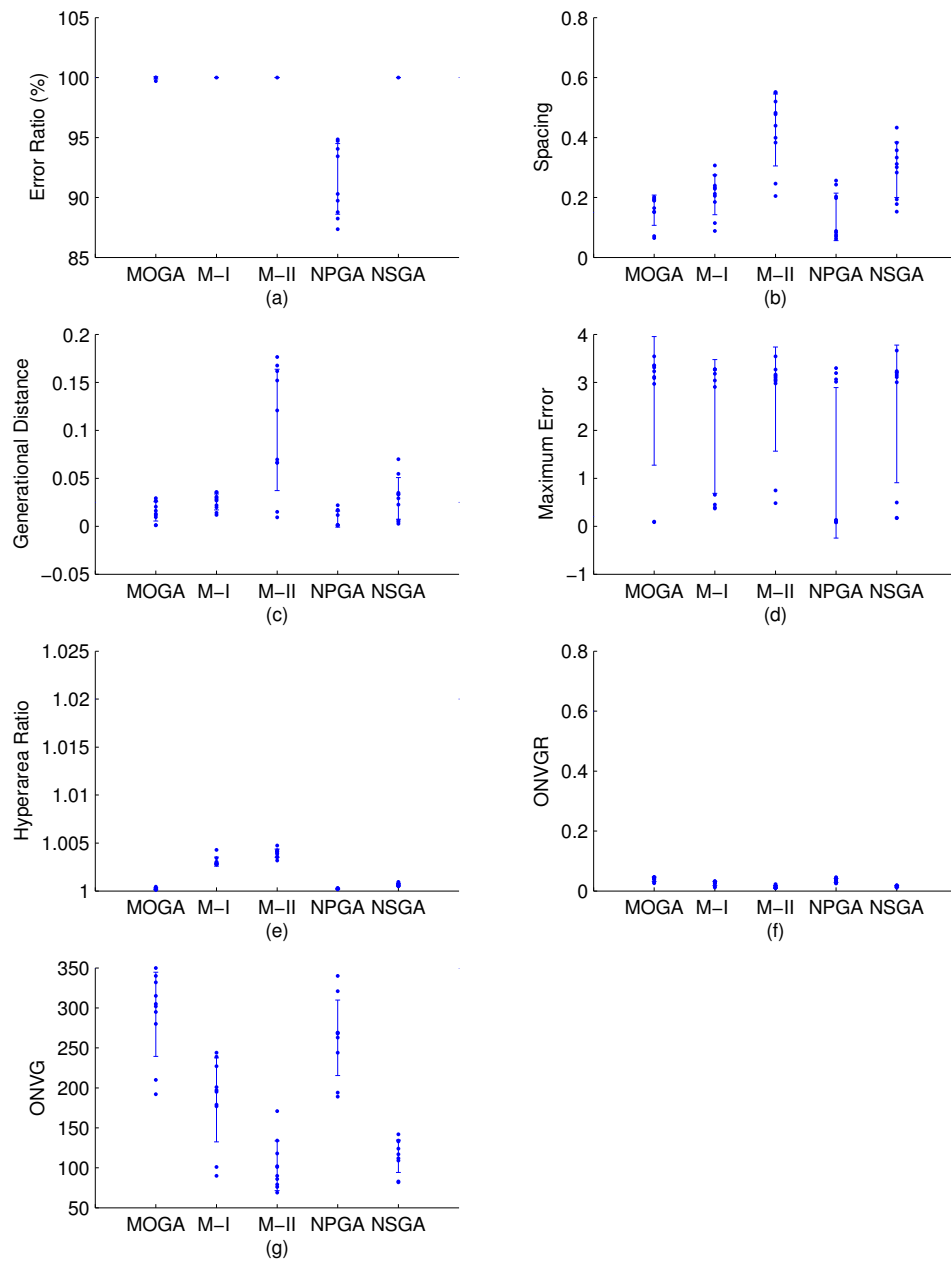 105
100
95
90
85
Error Ratio (%)
MOGA M-I M-II NPGA NSGA
(a)
0.8
0.6
0.4
0.2
0
Spacing
MOGA M-I M-II NPGA NSGA
(b)
0.2
0.15
0.1
0.05
0
−0.05
Generational Distance
MOGA M-I M-II NPGA NSGA
(c)
4
3
2
1
0
−1
Maximum Error
MOGA M-I M-II NPGA NSGA
(d)
1.025
1.02
1.015
1.01
1.005
1
Hyperarea Ratio
MOGA M-I M-II NPGA NSGA
(e)
0.8
0.6
0.4
0.2
0
ONVGR
MOGA M-I M-II NPGA NSGA
(f)
350
300
250
200
150
100
50
ONVG
MOGA M-I M-II NPGA NSGA
(g)